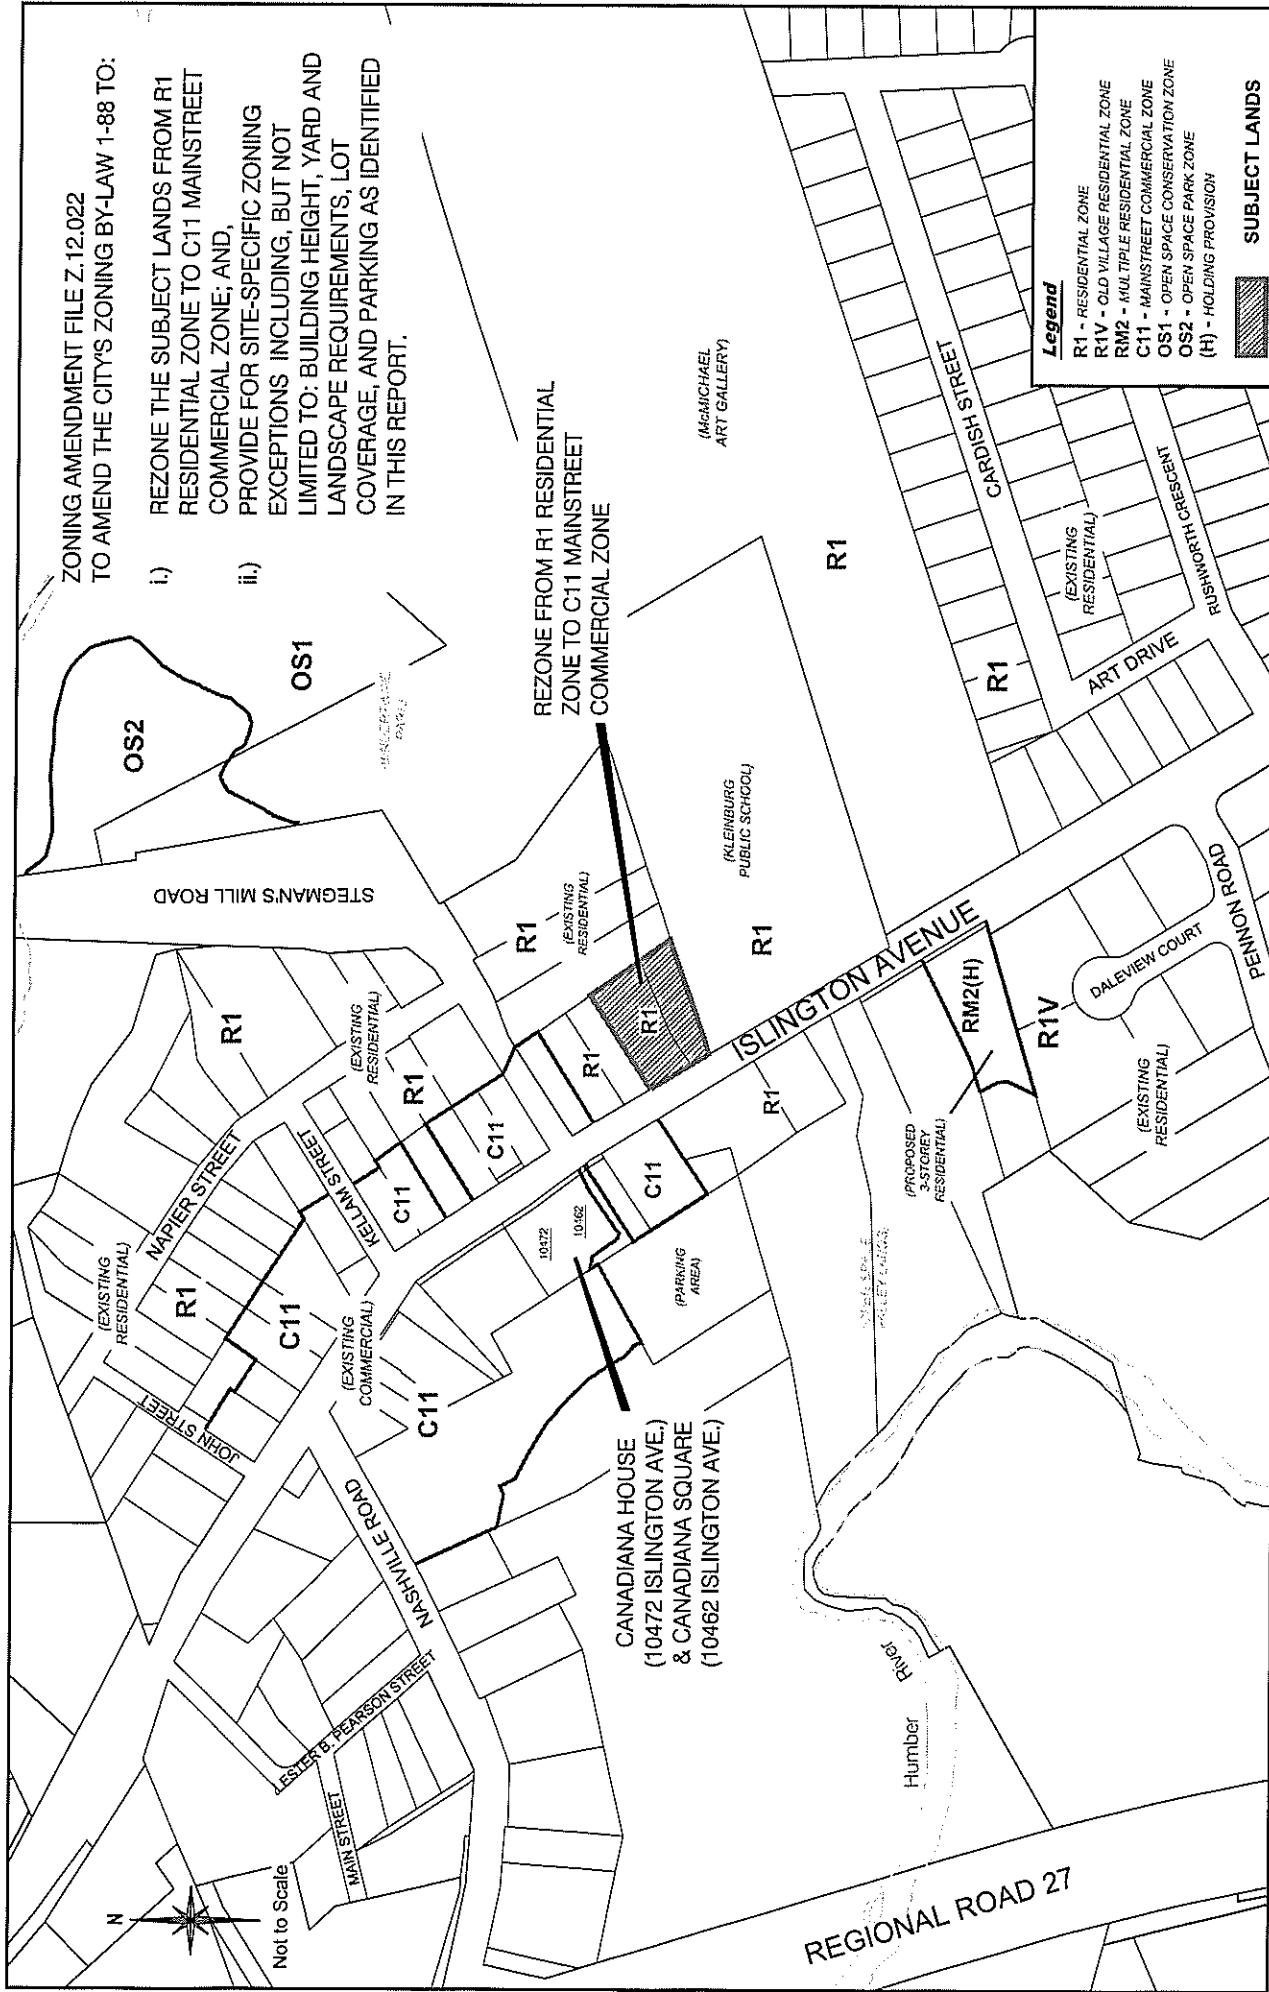 ZONING AMENDMENT FILE Z.12.022
TO AMEND THE CITY'S ZONING BY-LAW 1-88 TO:
i.) REZONE THE SUBJECT LANDS FROM R1
RESIDENTIAL ZONE TO C11 MAINSTREET
COMMERCIAL ZONE; AND,
ii.) PROVIDE FOR SITE-SPECIFIC ZONING
EXCEPTIONS INCLUDING, BUT NOT
LIMITED TO: BUILDING HEIGHT, YARD AND
LANDSCAPE REQUIREMENTS, LOT
COVERAGE, AND PARKING AS IDENTIFIED
IN THIS REPORT.
N
Not to Scale
MAIN STREET
LESTER B. PEARSON STREET
NASHVILLE ROAD
JOHN STREET
(EXISTING
RESIDENTIAL)
NAPIER STREET
R1
C11
(EXISTING
COMMERCIAL)
C11
KELLAM STREET
C11
R1
(EXISTING
RESIDENTIAL)
R1
C11
STEGMAN'S MILL ROAD
OS2
OS1
R1
(EXISTING
RESIDENTIAL)
R1
R1
REZONE FROM R1 RESIDENTIAL
ZONE TO C11 MAINSTREET
COMMERCIAL ZONE
10472
10462
C11
(PARKING
AREA)
CANADIANA HOUSE
(10472 ISLINGTON AVE.)
& CANADIANA SQUARE
(10462 ISLINGTON AVE.)
R1
ISLINGTON AVENUE
R1
(KLEINBURG
PUBLIC SCHOOL)
(McMICHAEL
ART GALLERY)
R1
(PROPOSED
3-STOREY
RESIDENTIAL)
RM2(H)
R1V
DALEVIEW COURT
(EXISTING
RESIDENTIAL)
PENNON ROAD
R1
CARDISH STREET
(EXISTING
RESIDENTIAL)
ART DRIVE
RUSHWORTH CRESCENT
Humber
River
REGIONAL ROAD 27
Legend
R1 - RESIDENTIAL ZONE
R1V - OLD VILLAGE RESIDENTIAL ZONE
RM2 - MULTIPLE RESIDENTIAL ZONE
C11 - MAINSTREET COMMERCIAL ZONE
OS1 - OPEN SPACE CONSERVATION ZONE
OS2 - OPEN SPACE PARK ZONE
(H) - HOLDING PROVISION
SUBJECT LANDS